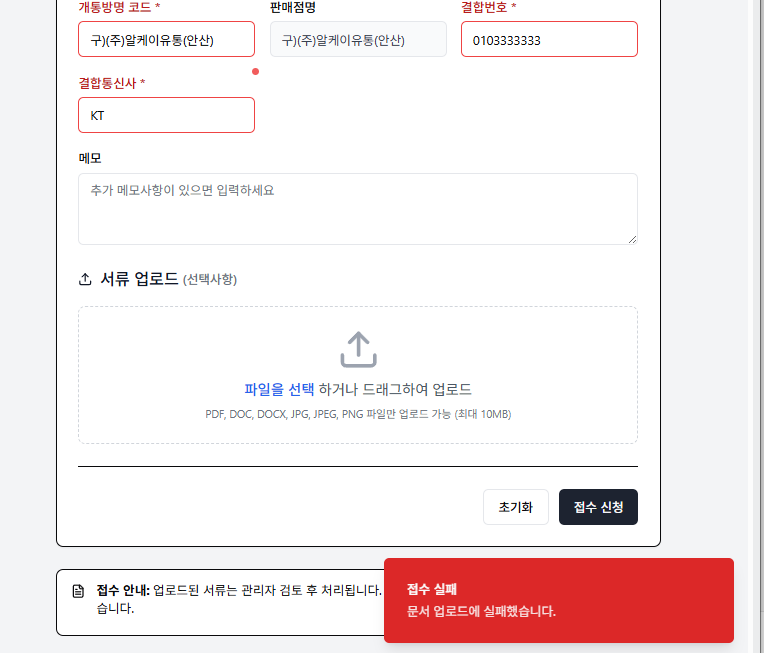 개통방명 코드 *
판매점명
결합번호 *
구)(주)알케이유통(안산)
구)(주)알케이유통(안산)
0103333333
결합통신사 *
KT
메모
추가 메모사항이 있으면 입력하세요
서류 업로드 (선택사항)
파일을 선택 하거나 드래그하여 업로드
PDF, DOC, DOCX, JPG, JPEG, PNG 파일만 업로드 가능 (최대 10MB)
초기화
접수 신청
접수 안내: 업로드된 서류는 관리자 검토 후 처리됩니다.
습니다.
접수 실패
문서 업로드에 실패했습니다.